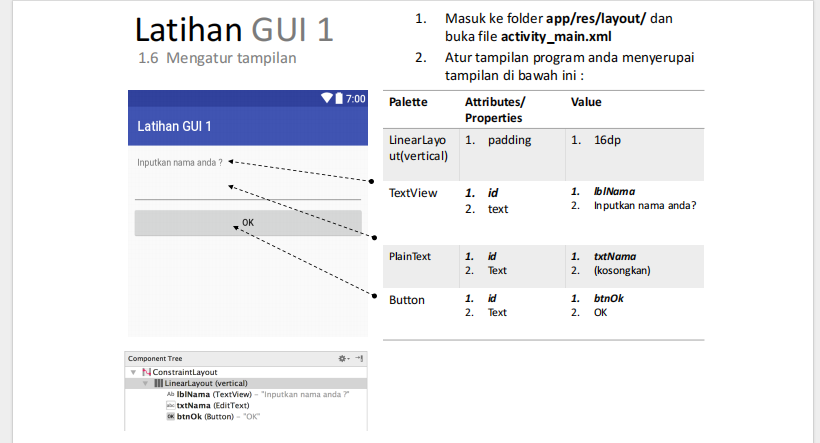 Latihan GUI 1
1.6 Mengatur tampilan
1. Masuk ke folder app/res/layout/ dan
buka file activity_main.xml
2. Atur tampilan program anda menyerupai
tampilan di bawah ini :
7:00
Latihan GUI 1
Inputkan nama anda ?
OK
Palette Attributes/ Value
Properties
LinearLayo 1. padding 1. 16dp
ut(vertical)
TextView 1. id 1. lblNama
2. text 2. Inputkan nama anda?
PlainText 1. id 1. txtNama
2. Text 2. (kosongkan)
Button 1. id 1. btnOk
2. Text 2. OK
Component Tree
ConstraintLayout
LinearLayout (vertical)
Ab lblNama (TextView) – "Inputkan nama anda ?"
abc txtNama (EditText)
OK btnOk (Button) – "OK"